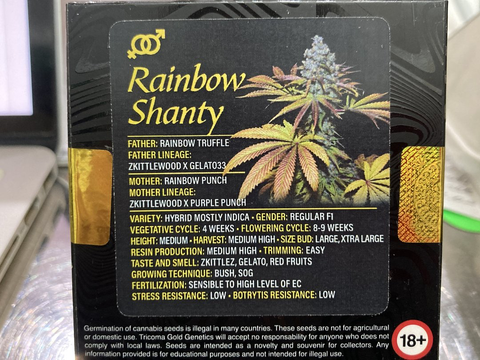 Rainbow
Shanty
FATHER: RAINBOW TRUFFLE
FATHER LINEAGE:
ZKITTLEWOOD X GELATO33
MOTHER: RAINBOW PUNCH
MOTHER LINEAGE:
ZKITTLEWOOD X PURPLE PUNCH
VARIETY: HYBRID MOSTLY INDICA • GENDER: REGULAR F1
VEGETATIVE CYCLE: 4 WEEKS • FLOWERING CYCLE: 8-9 WEEKS
HEIGHT: MEDIUM • HARVEST: MEDIUM HIGH • SIZE BUD: LARGE, XTRA LARGE
RESIN PRODUCTION: MEDIUM HIGH • TRIMMING: EASY
TASTE AND SMELL: ZKITTLEZ, GELATO, RED FRUITS
GROWING TECHNIQUE: BUSH, SOG
FERTILIZATION: SENSIBLE TO HIGH LEVEL OF EC
STRESS RESISTANCE: LOW • BOTRYTIS RESISTANCE: LOW
Germination of cannabis seeds is illegal in many countries. These seeds are not for agricultural
or domestic use. Tricoma Gold Genetics will accept no responsability for anyone who does not
comply with local laws. Seeds are intended as a novelty and souvenir for collectors. Any
information provided is for educational purposes and not intended for illegal use.
18+